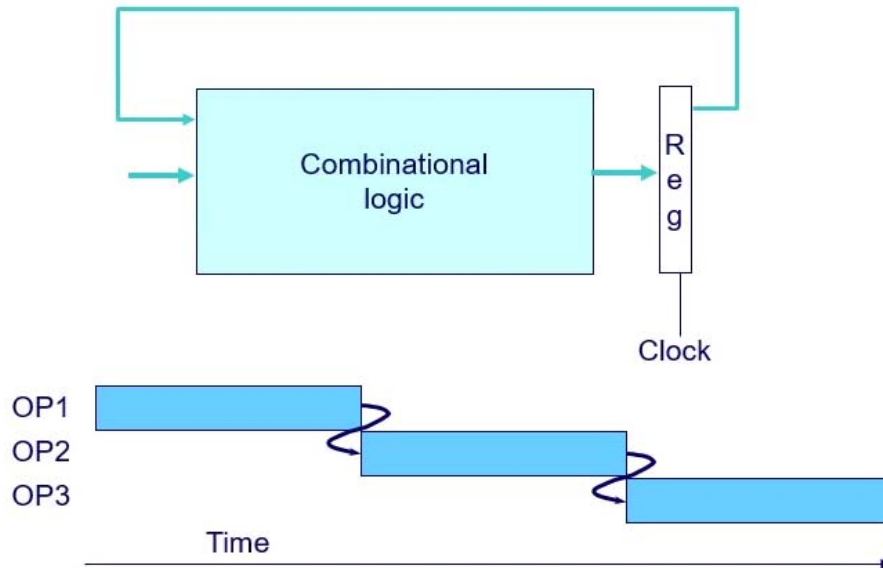 Combinational
logic
R
e
g
Clock
OP1
OP2
OP3
Time